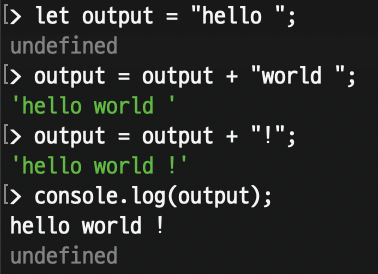 [> let output = "hello ";
undefined
[> output = output + "world ";
'hello world '
[> output = output + "!";
'hello world !'
[> console.log(output);
hello world !
undefined